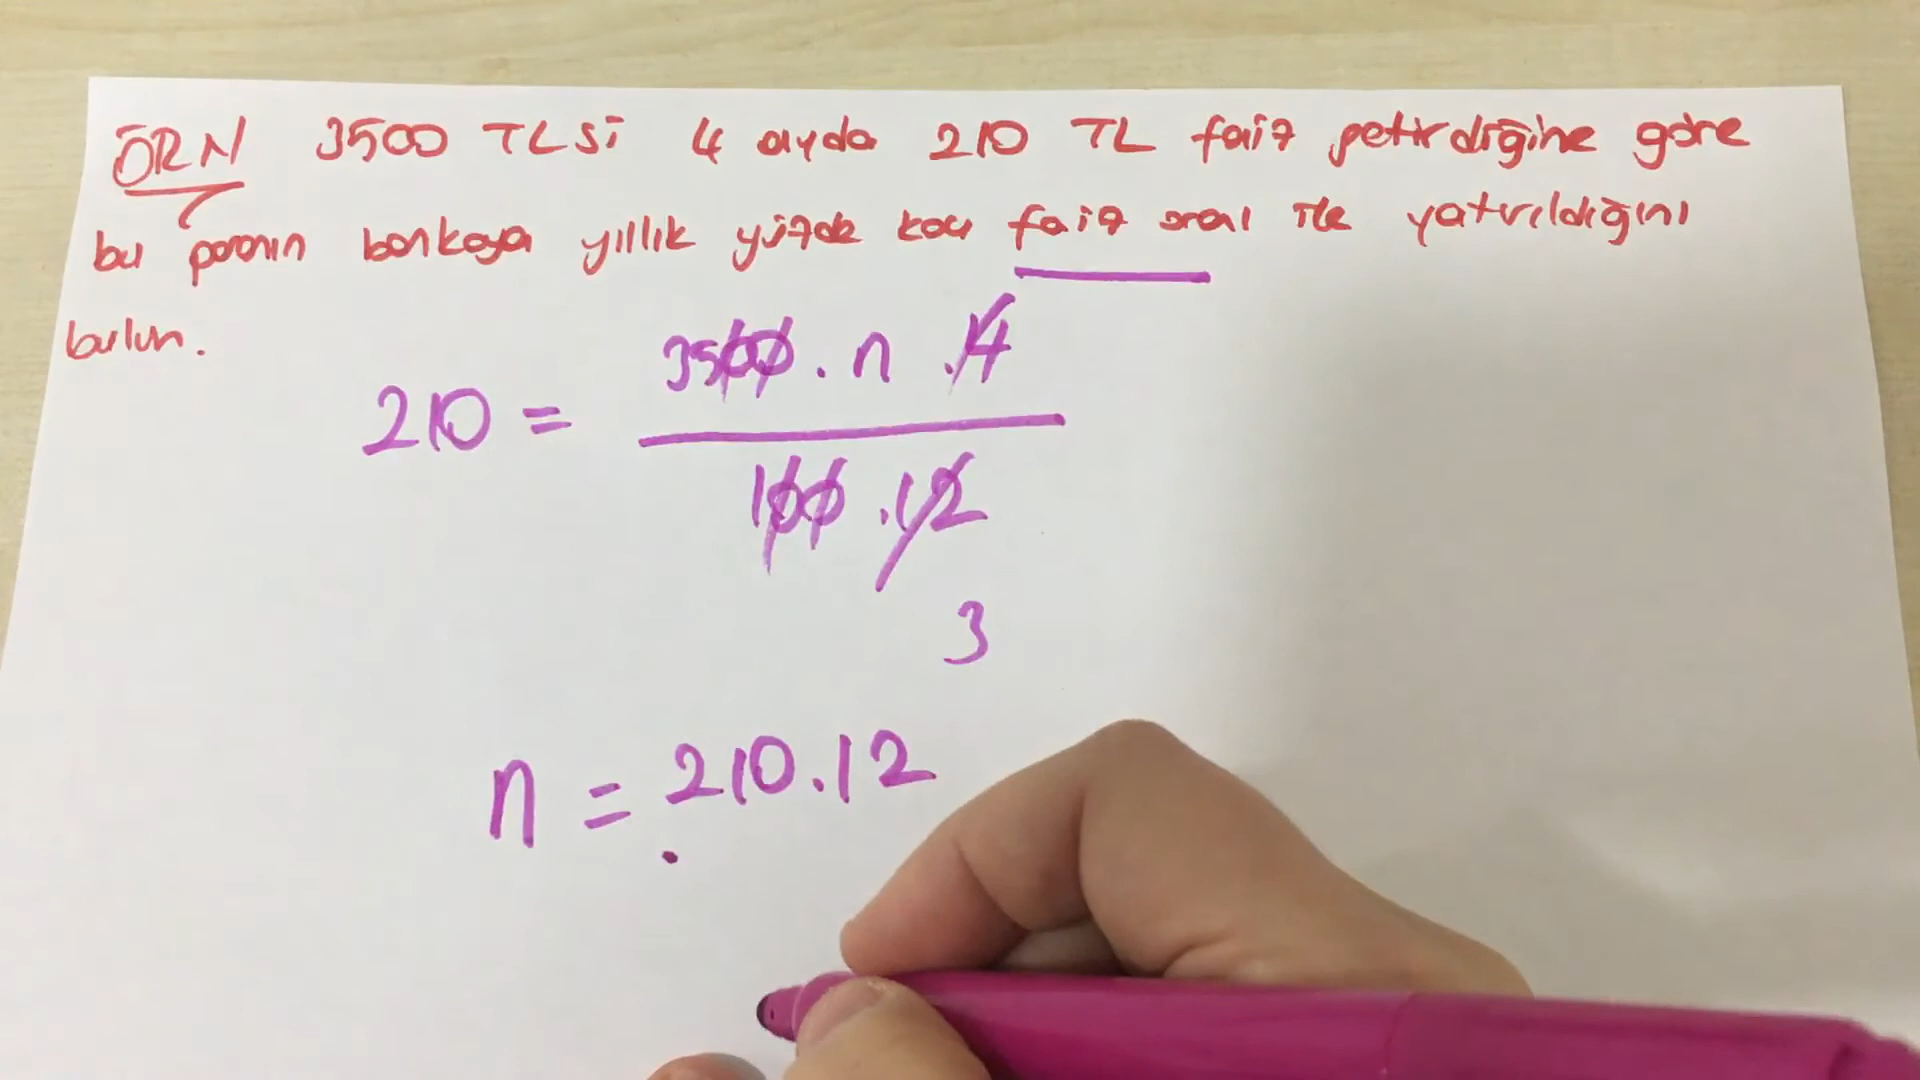 ÖRN 3500 TLSi 4 ayda 210 TL faiz getirdiğine göre
bu paranın bankaya yıllık yüzde kaç faiz oranı ile yatırıldığını
bulun.
3500 . n . 4
210 =
100 . 12
3
n = 210.12